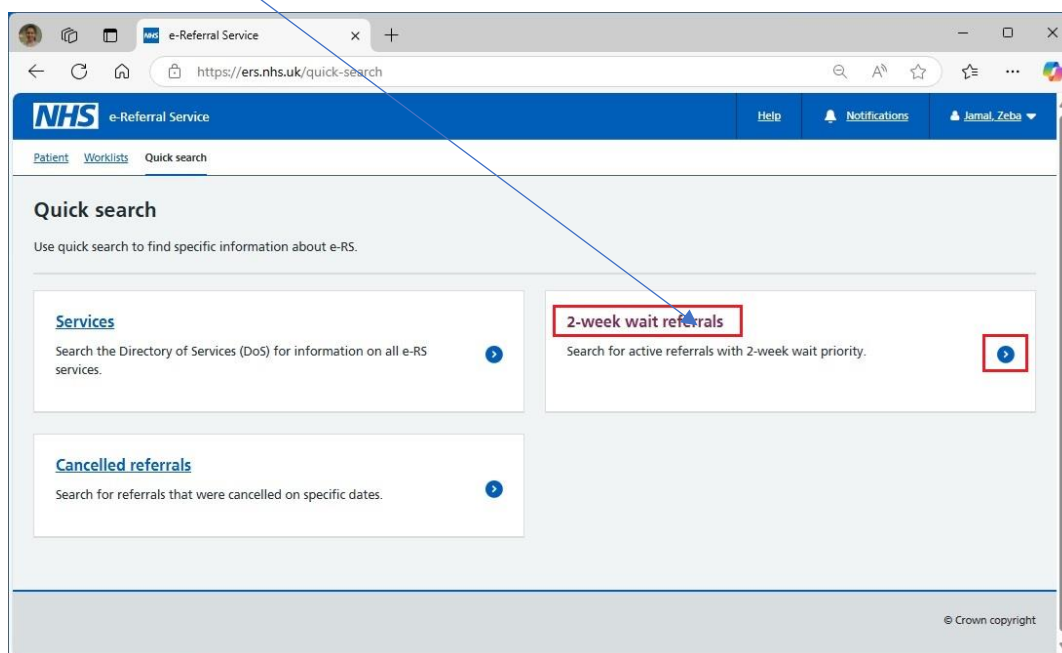 NHS e-Referral Service
https://ers.nhs.uk/quick-search
NHS e-Referral Service Help Notifications Jamal, Zeba
Patient Worklists Quick search
Quick search
Use quick search to find specific information about e-RS.
Services
Search the Directory of Services (DoS) for information on all e-RS
services.
2-week wait referrals
Search for active referrals with 2-week wait priority.
Cancelled referrals
Search for referrals that were cancelled on specific dates.
© Crown copyright